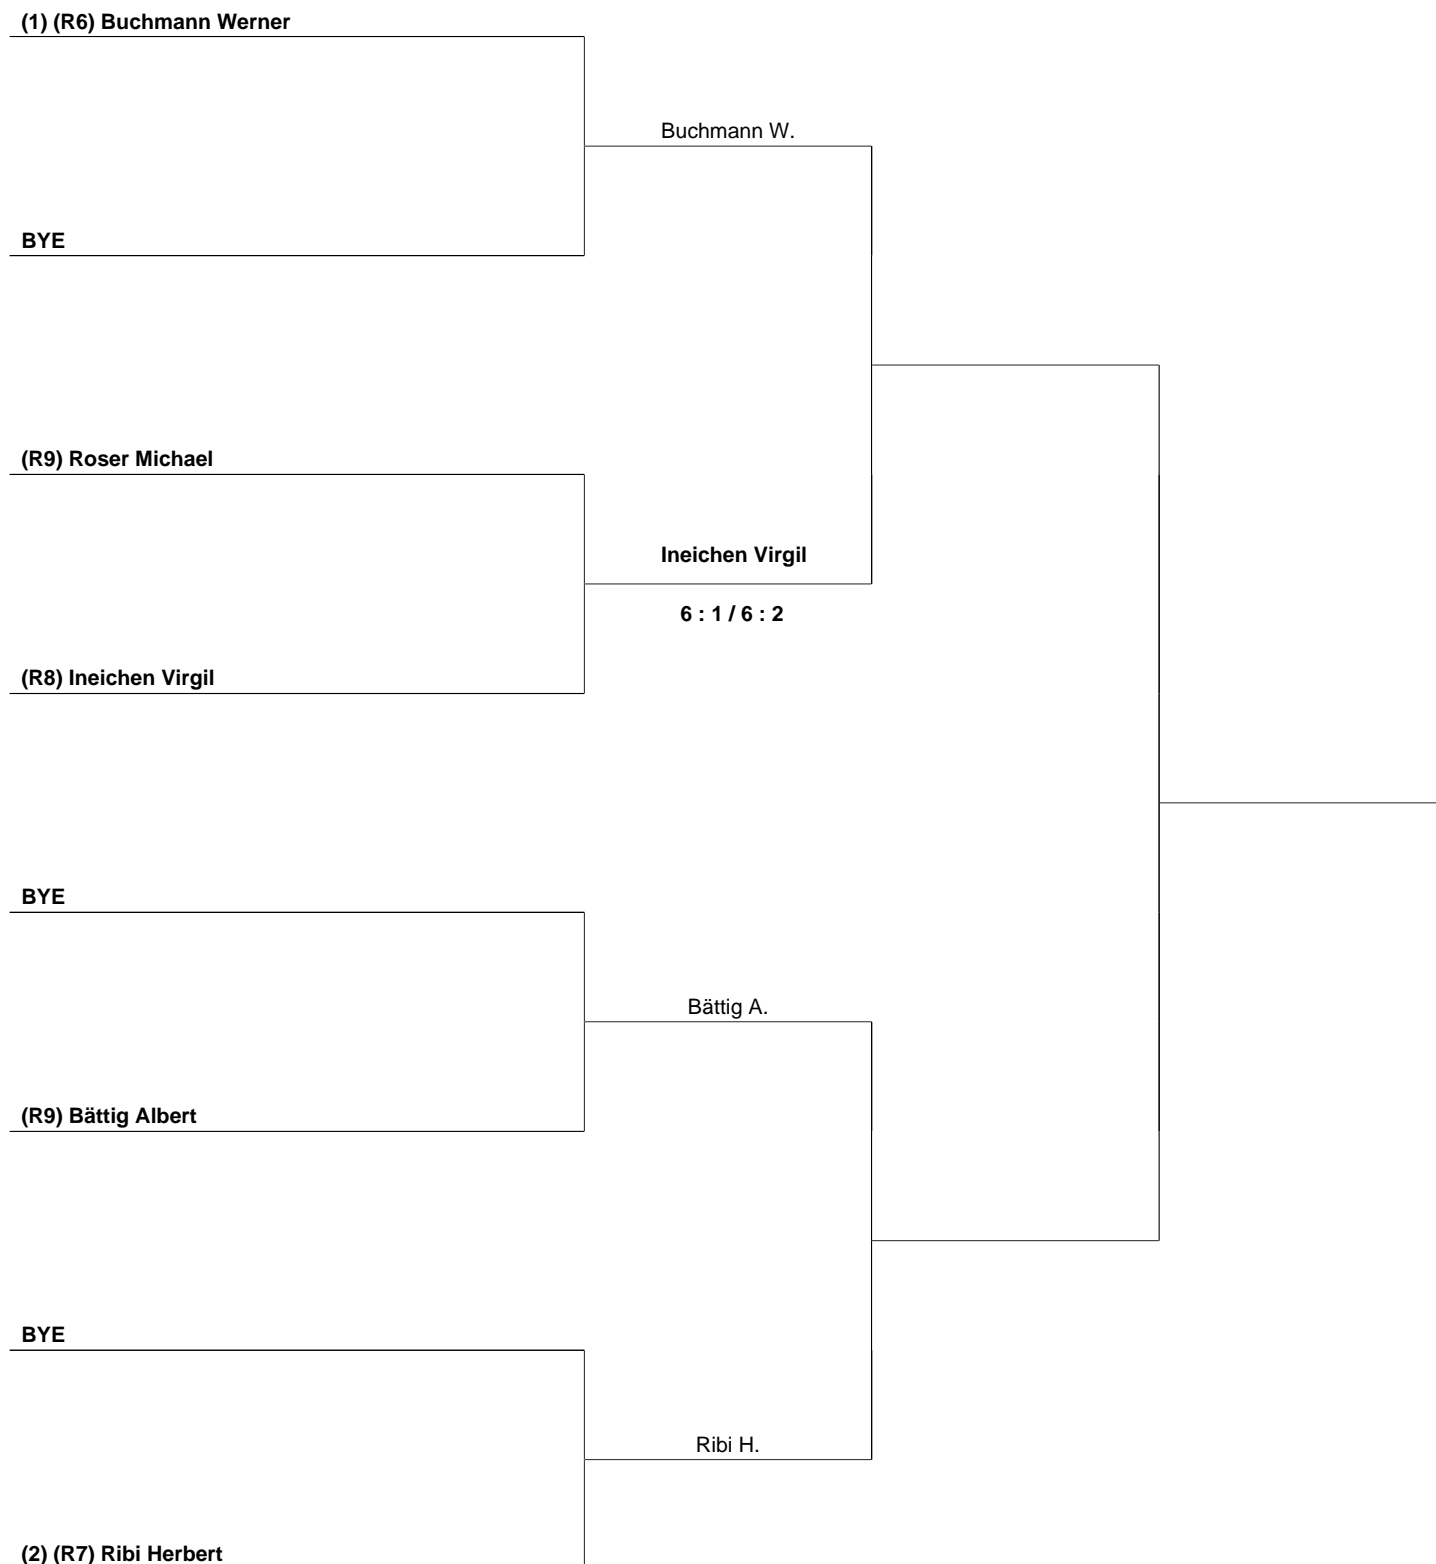 (1) (R6) Buchmann Werner
Buchmann W.
BYE
(R9) Roser Michael
Ineichen Virgil
6 : 1 / 6 : 2
(R8) Ineichen Virgil
BYE
Bättig A.
(R9) Bättig Albert
BYE
Ribi H.
(2) (R7) Ribi Herbert